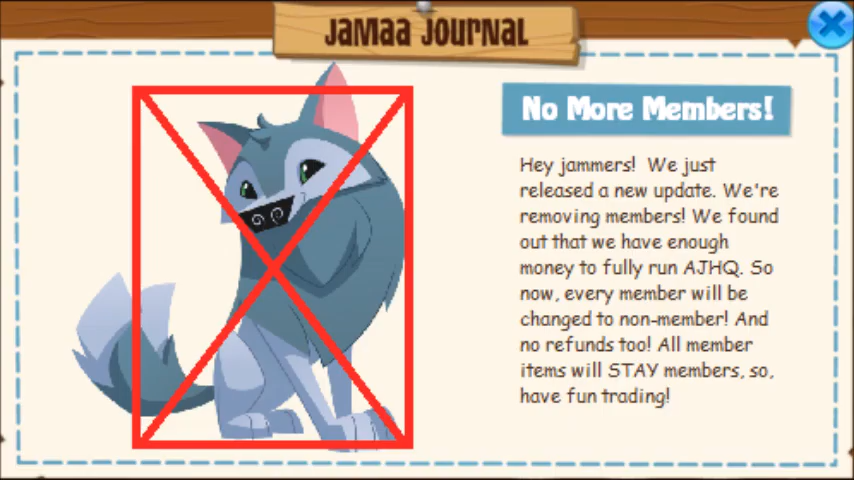 Jamaa Journal
No More Members!
Hey jammers! We just
released a new update. We're
removing members! We found
out that we have enough
money to fully run AJHQ. So
now, every member will be
changed to non-member! And
no refunds too! All member
items will STAY members, so,
have fun trading!